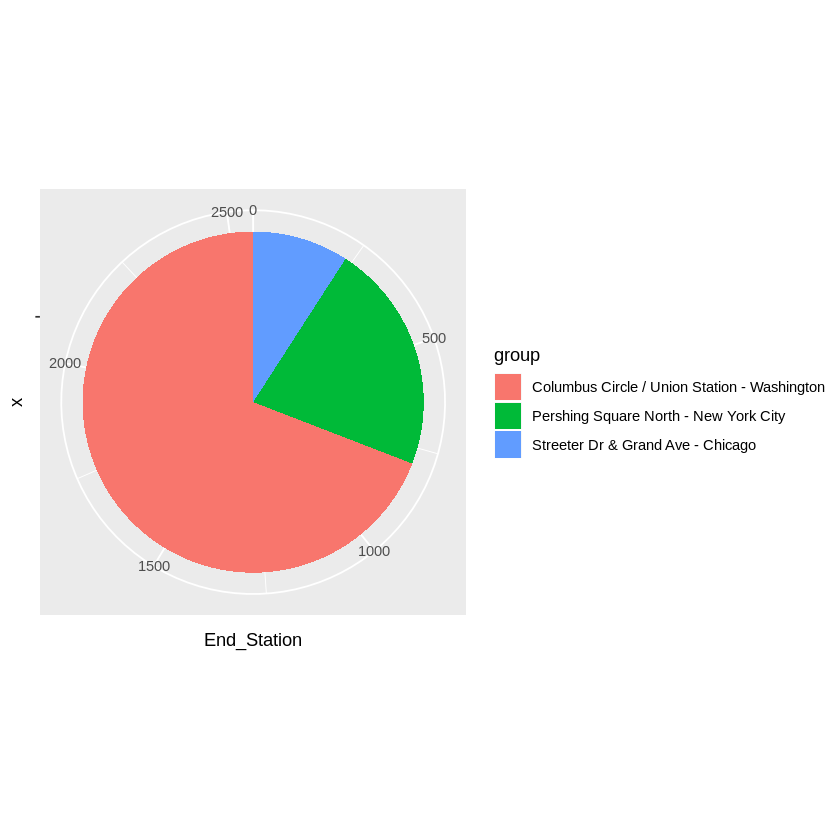 2500 0
500
2000
x
1000
1500
End_Station
group
Columbus Circle / Union Station - Washington
Pershing Square North - New York City
Streeter Dr & Grand Ave - Chicago